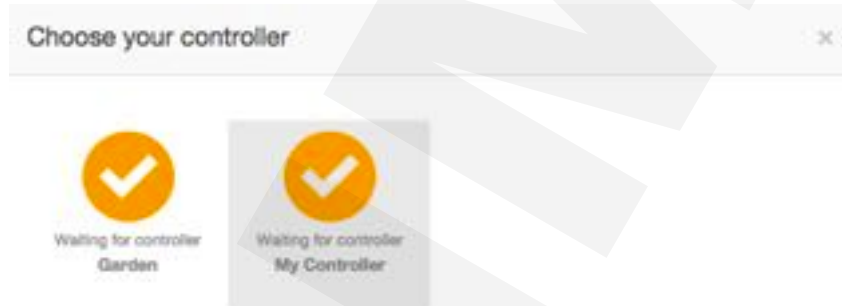 Choose your controller
×
Waiting for controller
Garden
Waiting for controller
My Controller